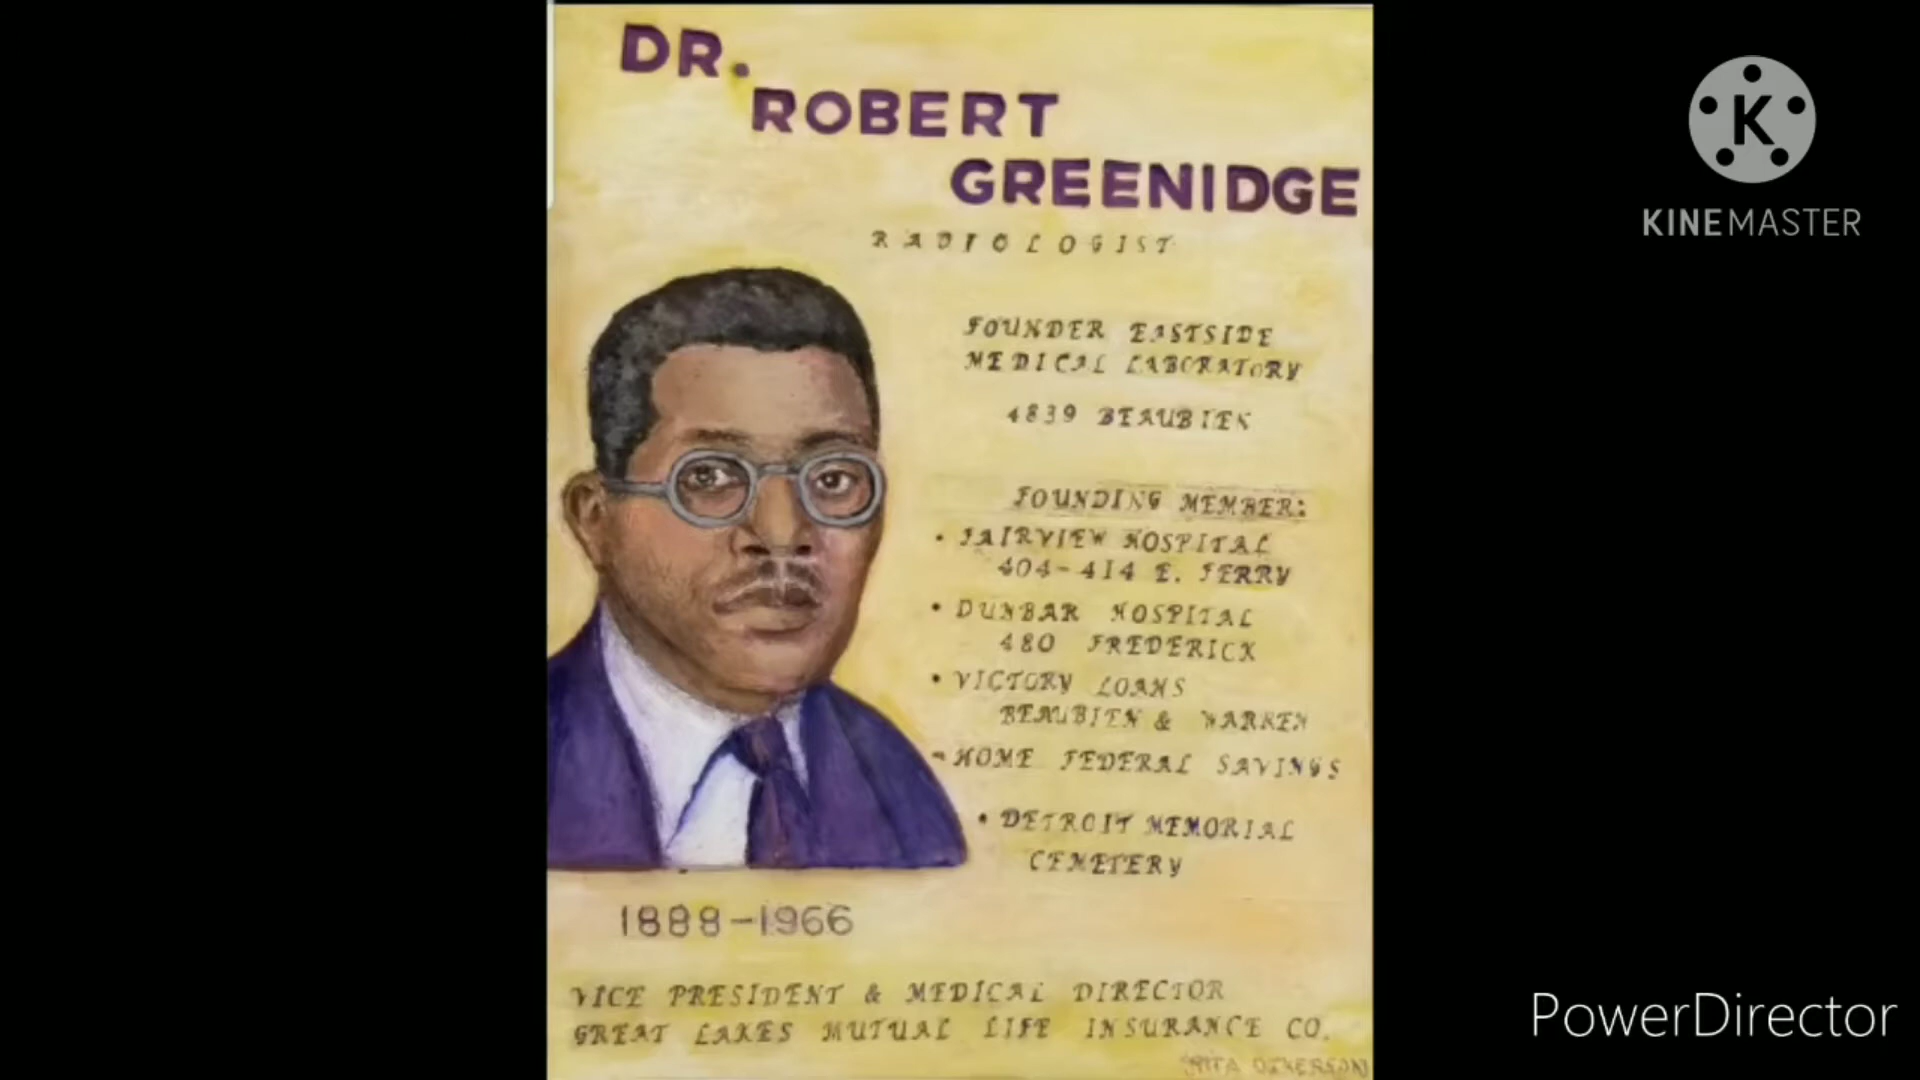 DR.
ROBERT
GREENIDGE
RADIOLOGIST
FOUNDER EASTSIDE
MEDICAL LABORATORY
4839 BEAUBIEN
FOUNDING MEMBER:
• FAIRVIEW HOSPITAL
404-414 E. FERRY
• DUNBAR HOSPITAL
480 FREDERICK
• VICTORY LOANS
BEAUBIEN & WARREN
- HOME FEDERAL SAVINGS
• DETROIT MEMORIAL
CEMETERY
1888-1966
VICE PRESIDENT & MEDICAL DIRECTOR
GREAT LAKES MUTUAL LIFE INSURANCE CO.
RITA DICKERSON
K
KINEMASTER
PowerDirector